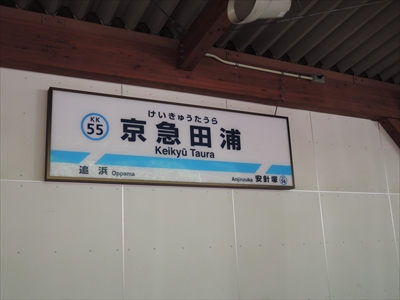 KK
55
けいきゅうたうら
京急田浦
Keikyū Taura
追浜 Oppama
Anjinzuka 安針塚